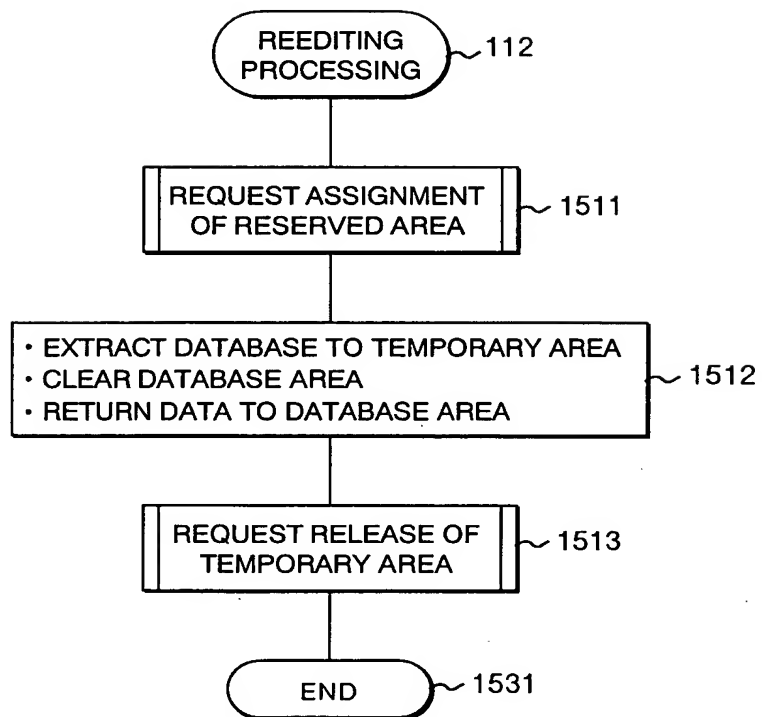 REEDITING
PROCESSING
112
REQUEST ASSIGNMENT
OF RESERVED AREA
1511
· EXTRACT DATABASE TO TEMPORARY AREA
· CLEAR DATABASE AREA
· RETURN DATA TO DATABASE AREA
1512
REQUEST RELEASE OF
TEMPORARY AREA
1513
END
1531